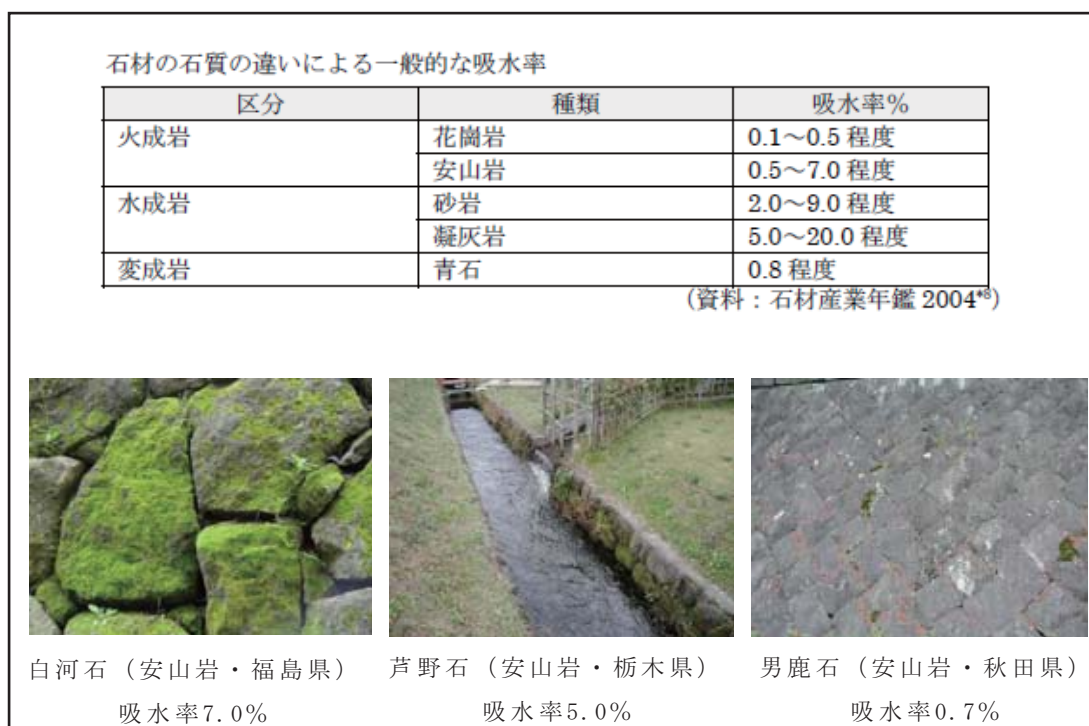 石材の石質の違いによる一般的な吸水率
区分 種類 吸水率%
火成岩 花崗岩 0.1～0.5 程度
安山岩 0.5～7.0 程度
水成岩 砂岩 2.0～9.0 程度
凝灰岩 5.0～20.0 程度
変成岩 青石 0.8 程度
(資料：石材産業年鑑 2004*8)
白河石（安山岩・福島県） 芦野石（安山岩・栃木県） 男鹿石（安山岩・秋田県）
吸水率7.0% 吸水率5.0% 吸水率0.7%